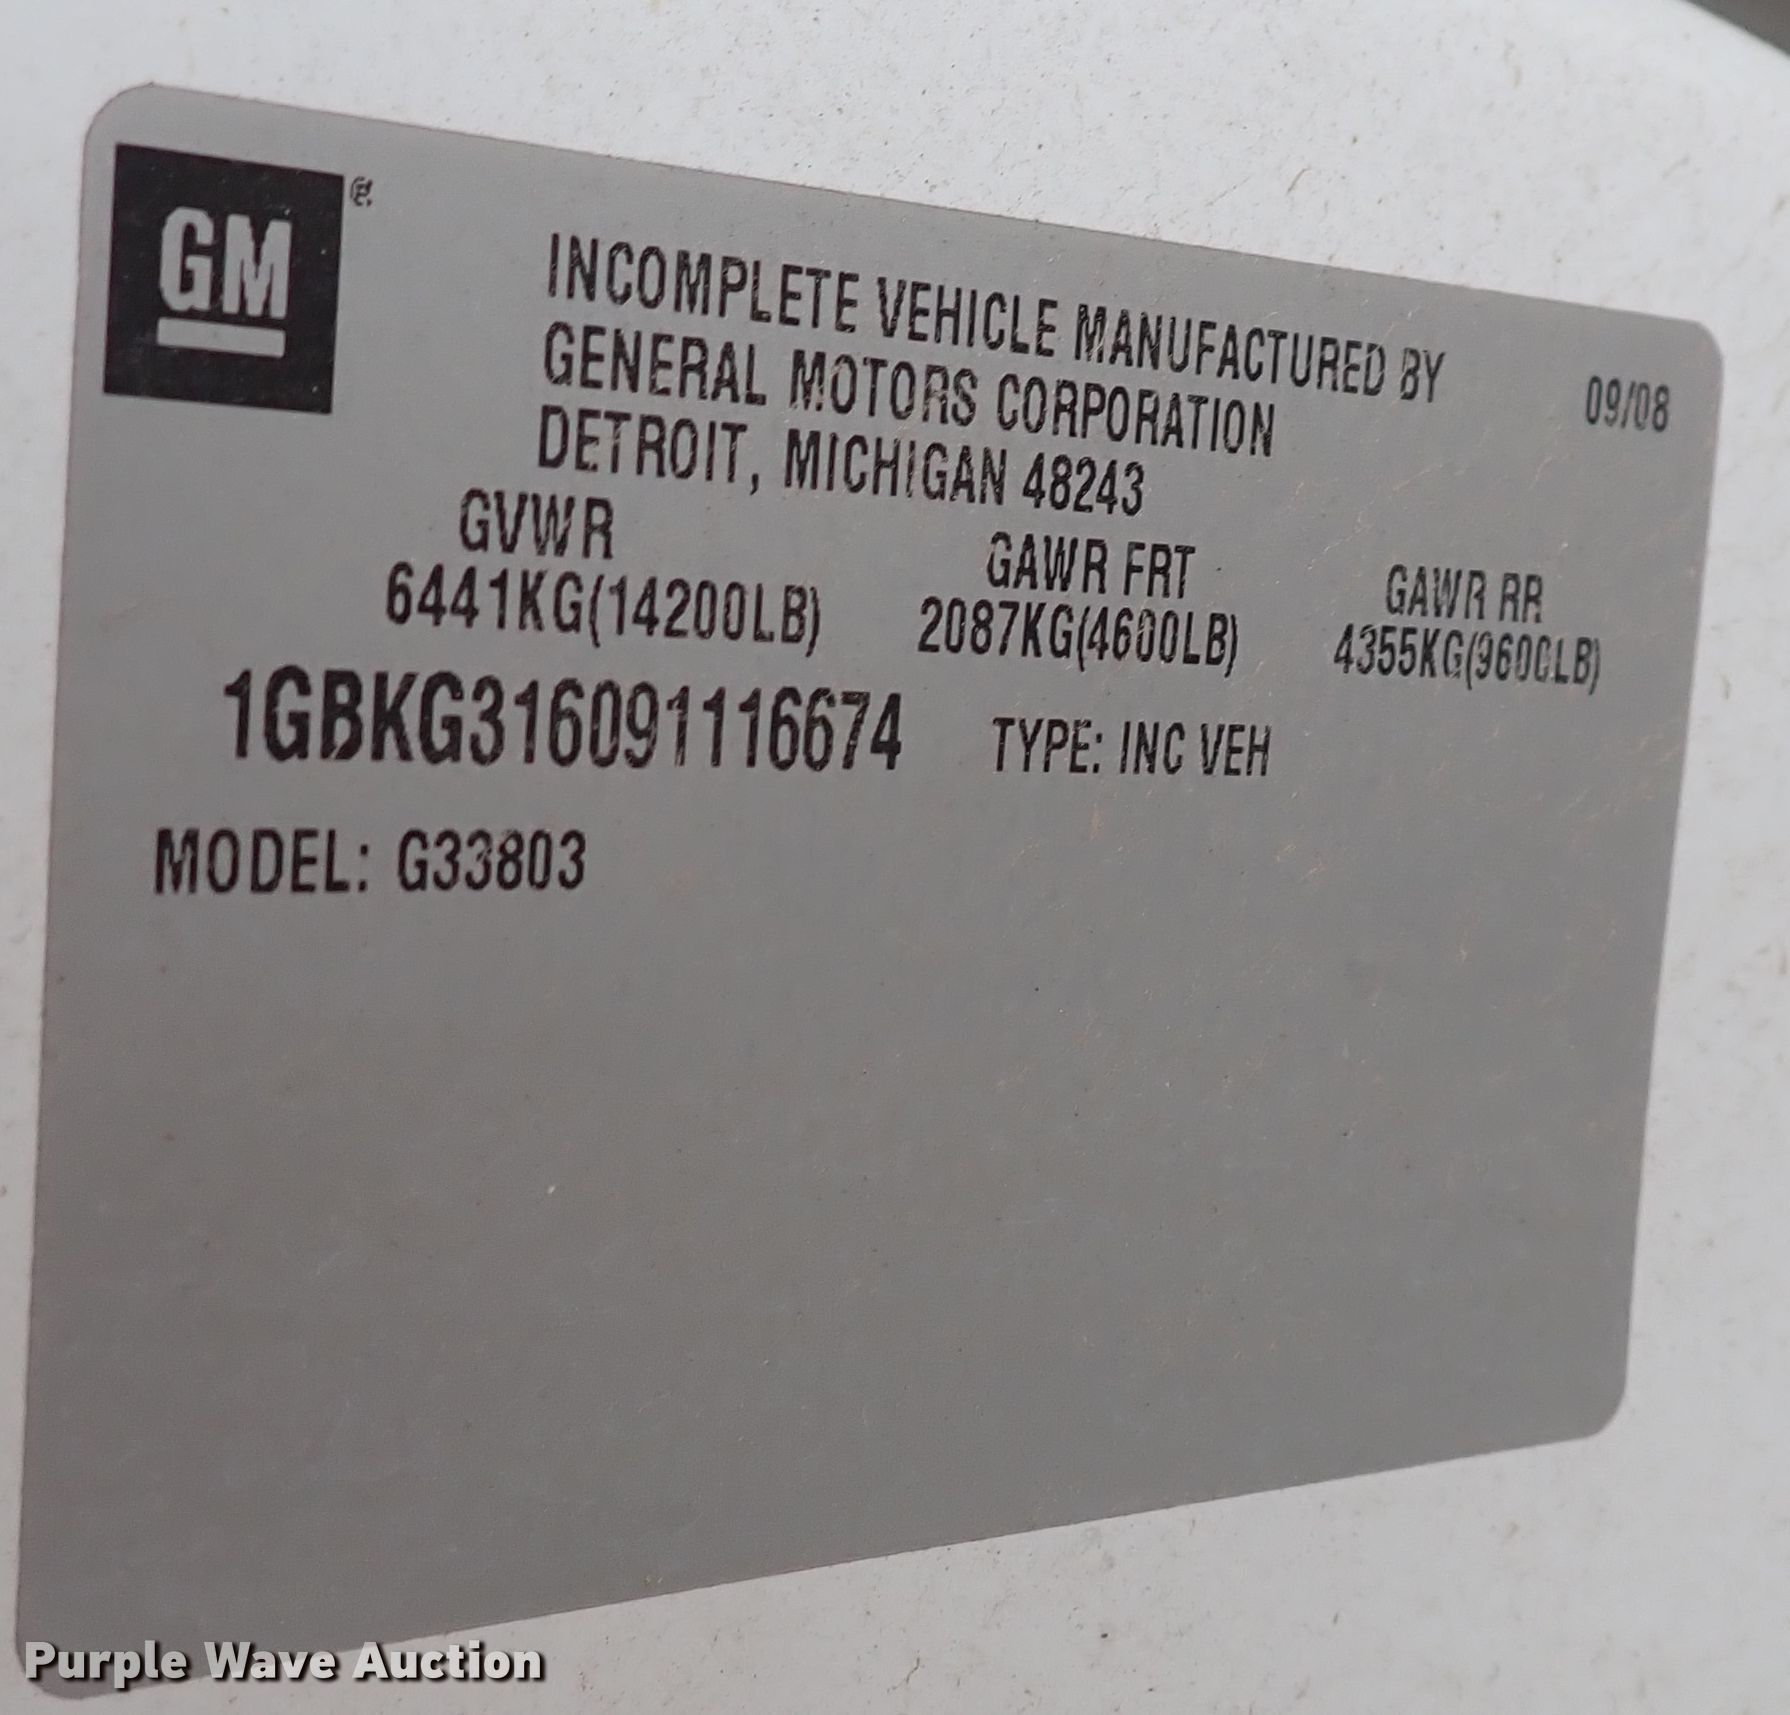 GM
INCOMPLETE VEHICLE MANUFACTURED BY
GENERAL MOTORS CORPORATION 09/08
DETROIT, MICHIGAN 48243
GVWR GAWR FRT GAWR RR
6441KG(14200LB) 2087KG(4600LB) 4355KG(9600LB)
1GBKG316091116674 TYPE: INC VEH
MODEL: G33803
Purple Wave Auction